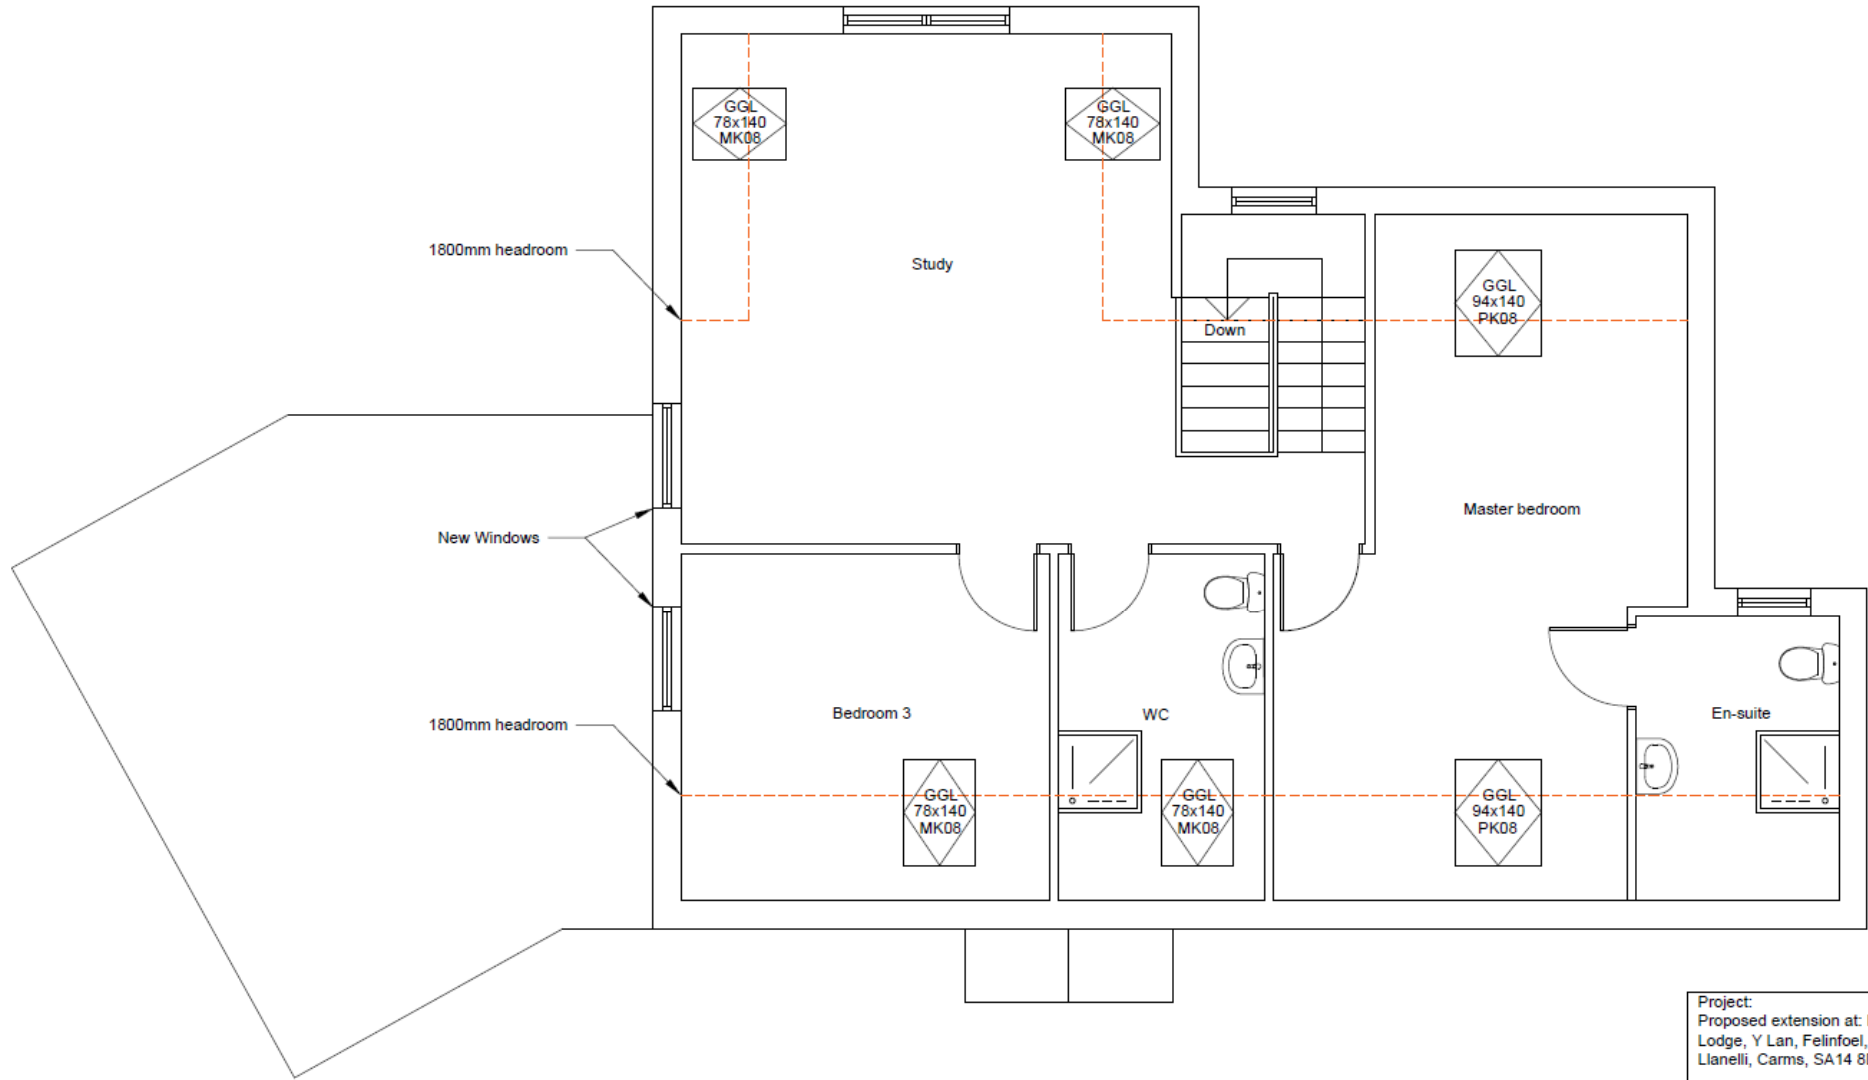 GGL
78x140
MK08
GGL
78x140
MK08
1800mm headroom
Study
GGL
94x140
PK08
Down
Master bedroom
New Windows
1800mm headroom
Bedroom 3
WC
En-suite
GGL
78x140
MK08
GGL
78x140
MK08
GGL
94x140
PK08
Project:
Proposed extension at:
Lodge, Y Lan, Felinfoel,
Llanelli, Carms, SA14